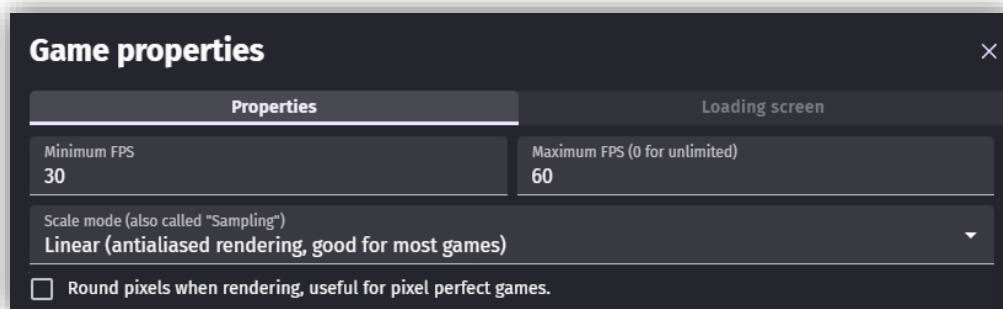 Game properties
Properties
Loading screen
Minimum FPS
Maximum FPS (0 for unlimited)
30
60
Scale mode (also called "Sampling")
Linear (antialiased rendering, good for most games)
Round pixels when rendering, useful for pixel perfect games.